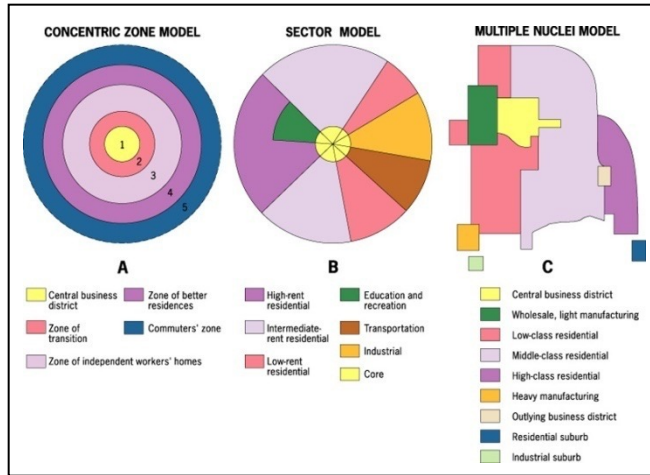 CONCENTRIC ZONE MODEL
1
2
3
4
5
A
Central business
district
Zone of better
residences
Zone of
transition
Commuters' zone
Zone of independent workers' homes
SECTOR MODEL
B
High-rent
residential
Education and
recreation
Intermediate-
rent residential
Transportation
Low-rent
residential
Industrial
Core
MULTIPLE NUCLEI MODEL
C
Central business district
Wholesale, light manufacturing
Low-class residential
Middle-class residential
High-class residential
Heavy manufacturing
Outlying business district
Residential suburb
Industrial suburb